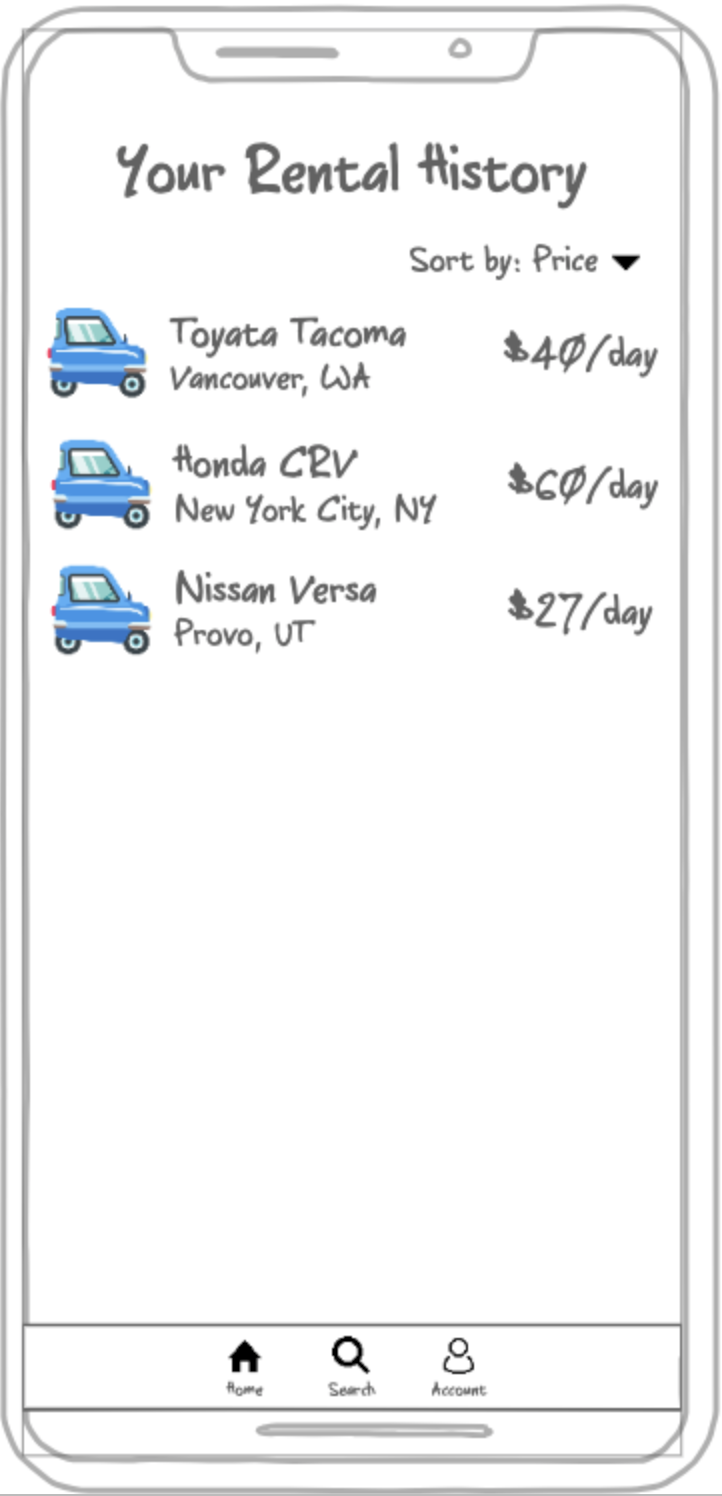 Your Rental History
Sort by: Price
Toyata Tacoma
Vancouver, WA
$40/day
Honda CRV
New York City, NY
$60/day
Nissan Versa
Provo, UT
$27/day
Home
Search
Account